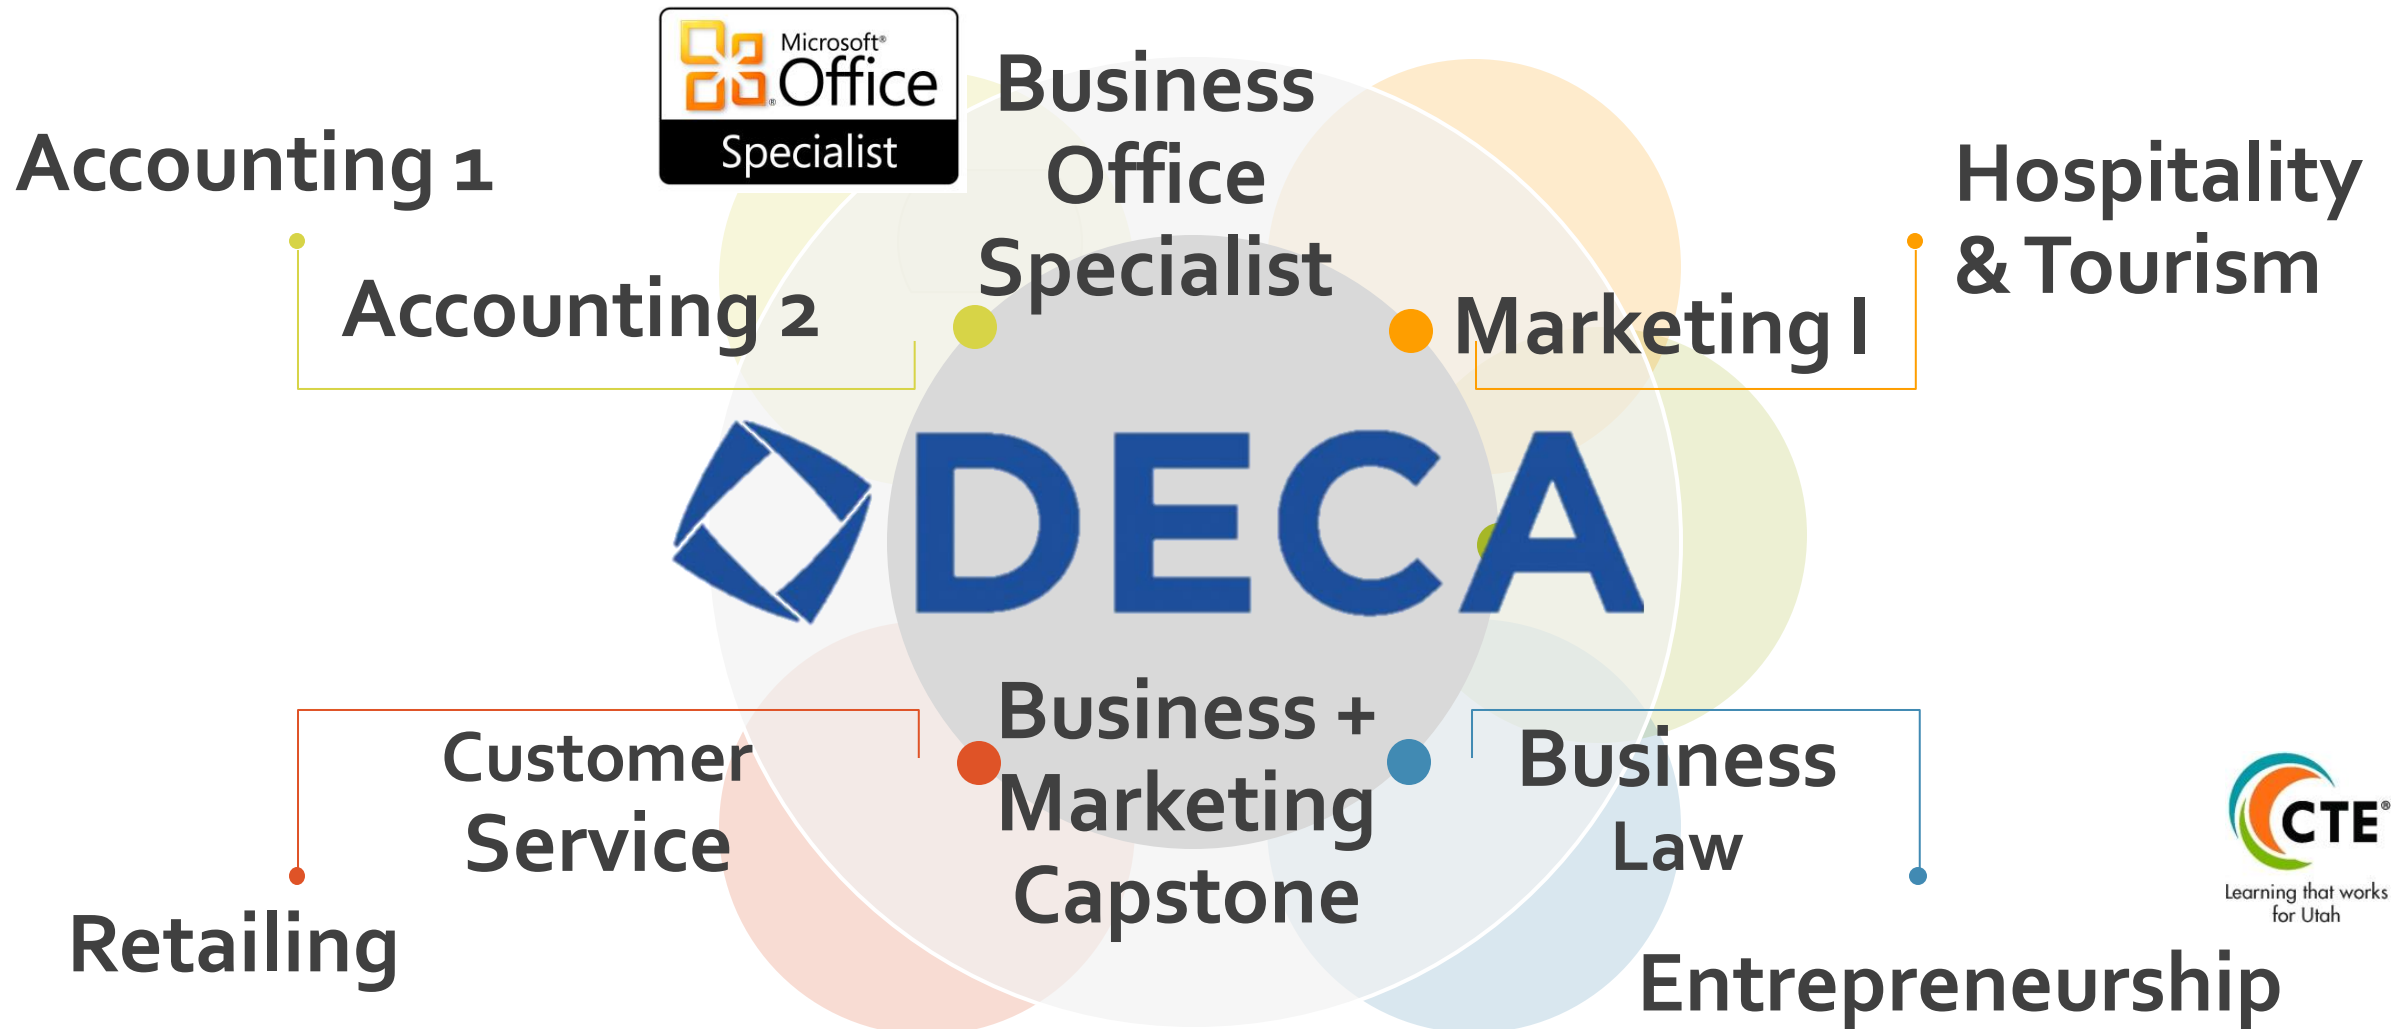 Microsoft®
Office
Specialist
Business
Office
Specialist
Accounting 1
Accounting 2
Hospitality
& Tourism
Marketing I
DECA
Customer
Service
Retailing
Business +
Marketing
Capstone
Business
Law
Entrepreneurship
CTE®
Learning that works
for Utah